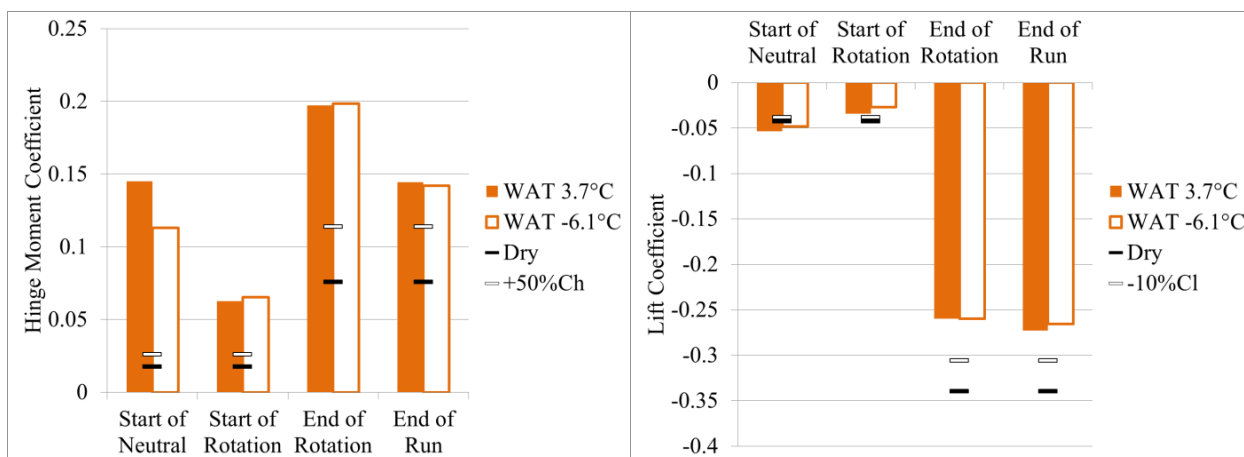 0.25
0.2
0.15
0.1
0.05
0
Hinge Moment Coefficient
Start of
Neutral
Start of
Rotation
End of
Rotation
End of
Run
WAT 3.7°C
WAT -6.1°C
Dry
+50%Ch
Start of
Neutral
Start of
Rotation
End of
Rotation
End of
Run
0
-0.05
-0.1
-0.15
-0.2
-0.25
-0.3
-0.35
-0.4
Lift Coefficient
WAT 3.7°C
WAT -6.1°C
Dry
-10%Cl